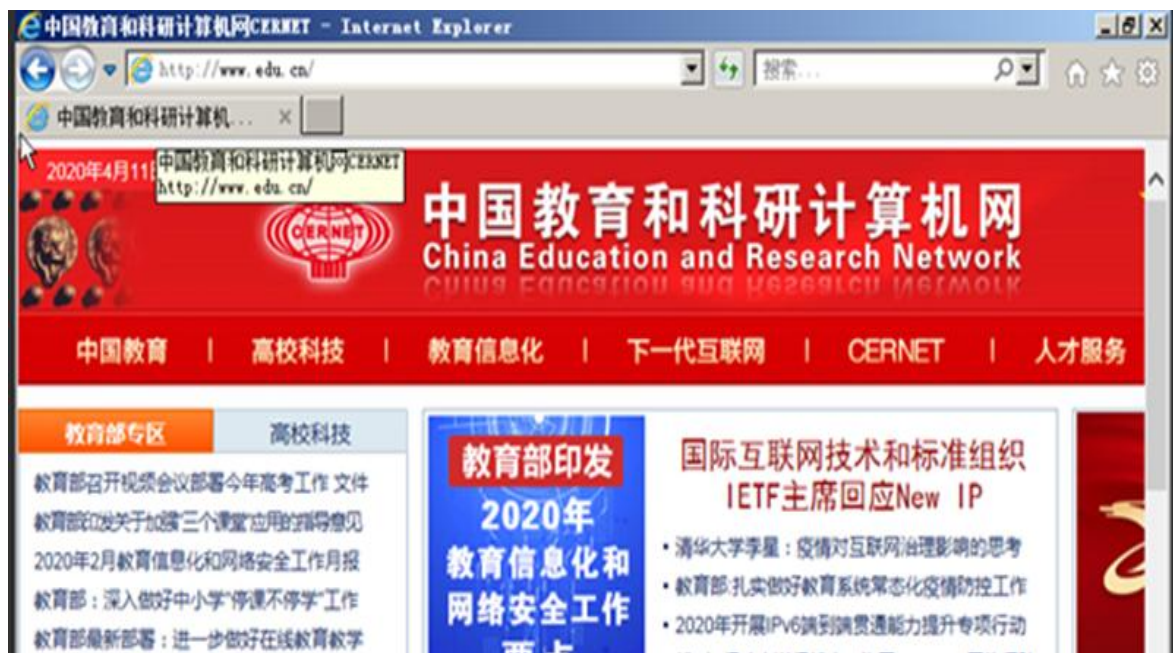 中国教育和科研计算机网CERNET - Internet Explorer
http://www.edu.cn/
搜索...
中国教育和科研计算机...
2020年4月11日
中国教育和科研计算机网CERNET
http://www.edu.cn/
CERNET
中国教育和科研计算机网
China Education and Research Network
中国教育 | 高校科技 | 教育信息化 | 下一代互联网 | CERNET | 人才服务
教育部专区 高校科技
教育部召开视频会议部署今年高考工作 文件
教育部印发关于加强"三个课堂"应用的指导意见
2020年2月教育信息化和网络安全工作月报
教育部：深入做好中小学"停课不停学"工作
教育部最新部署：进一步做好在线教育教学
教育部印发
2020年
教育信息化和
网络安全工作
要点
国际互联网技术和标准组织
IETF主席回应New IP
• 清华大学李星：疫情对互联网治理影响的思考
• 教育部:扎实做好教育系统常态化疫情防控工作
• 2020年开展IPv6端到端贯通能力提升专项行动